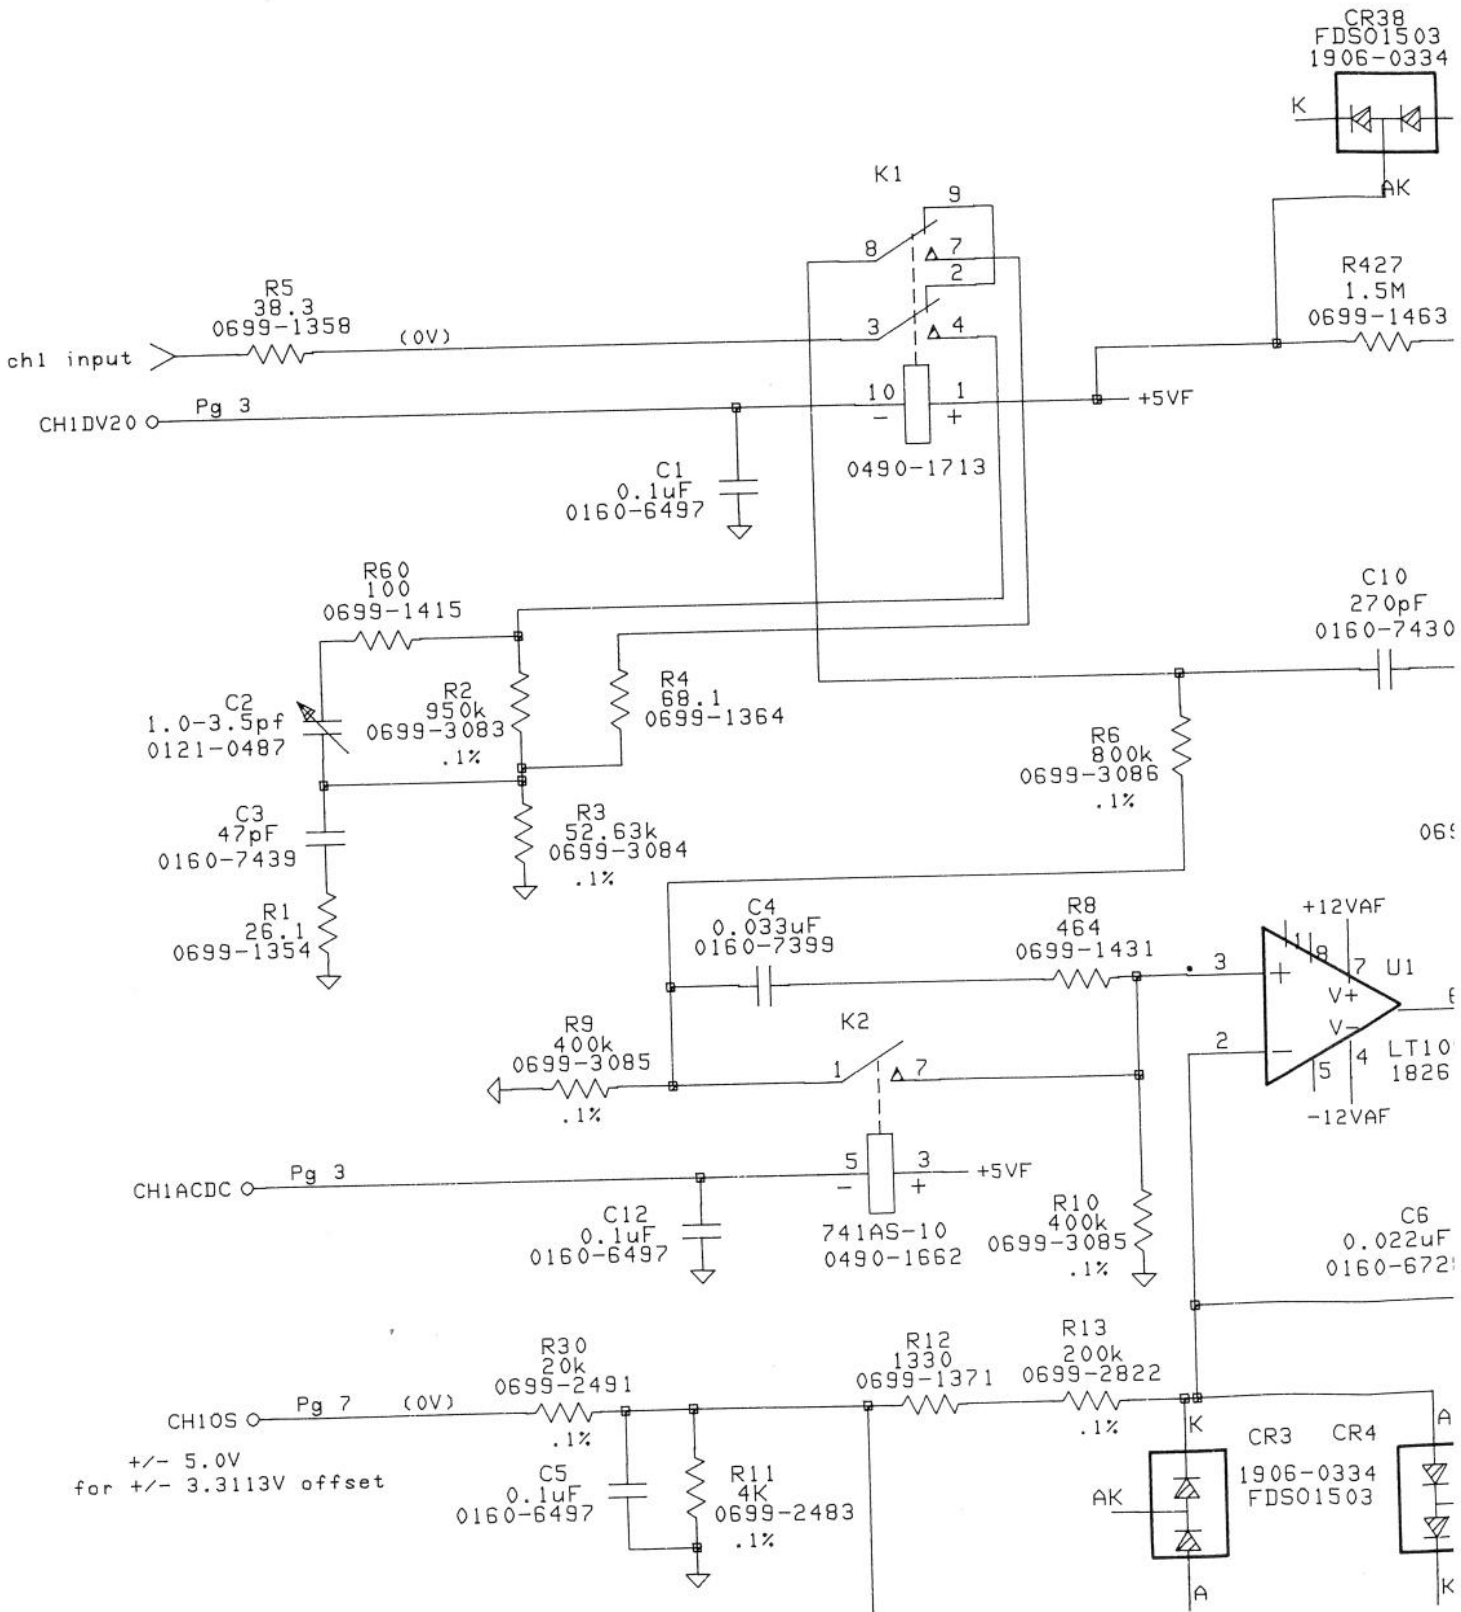 CR38
FDSO1503
1906-0334
K
AK
K1
9
8
7
2
3
4
R5
38.3
0699-1358
(0V)
ch1 input
R427
1.5M
0699-1463
CH1DV20
Pg 3
10
1
-
+
+5VF
0490-1713
C1
0.1uF
0160-6497
R60
100
0699-1415
C10
270pF
0160-7430
C2
1.0-3.5pf
0121-0487
R2
950k
0699-3083
.1%
R4
68.1
0699-1364
R6
800k
0699-3086
.1%
C3
47pF
0160-7439
R3
52.63k
0699-3084
.1%
R1
26.1
0699-1354
C4
0.033uF
0160-7399
R8
464
0699-1431
+12VAF
1
8
3
+
7
U1
V+
V-
2
-
4
5
LT10
1826
-12VAF
R9
400k
0699-3085
.1%
K2
1
7
CH1ACDC
Pg 3
5
3
-
+
+5VF
C12
0.1uF
0160-6497
741AS-10
0490-1662
R10
400k
0699-3085
.1%
C6
0.022uF
0160-672
R30
20k
0699-2491
.1%
R12
1330
0699-1371
R13
200k
0699-2822
.1%
CH1OS
Pg 7
(0V)
+/- 5.0V
for +/- 3.3113V offset
C5
0.1uF
0160-6497
R11
4K
0699-2483
.1%
K
CR3
CR4
A
1906-0334
FDSO1503
AK
A
K